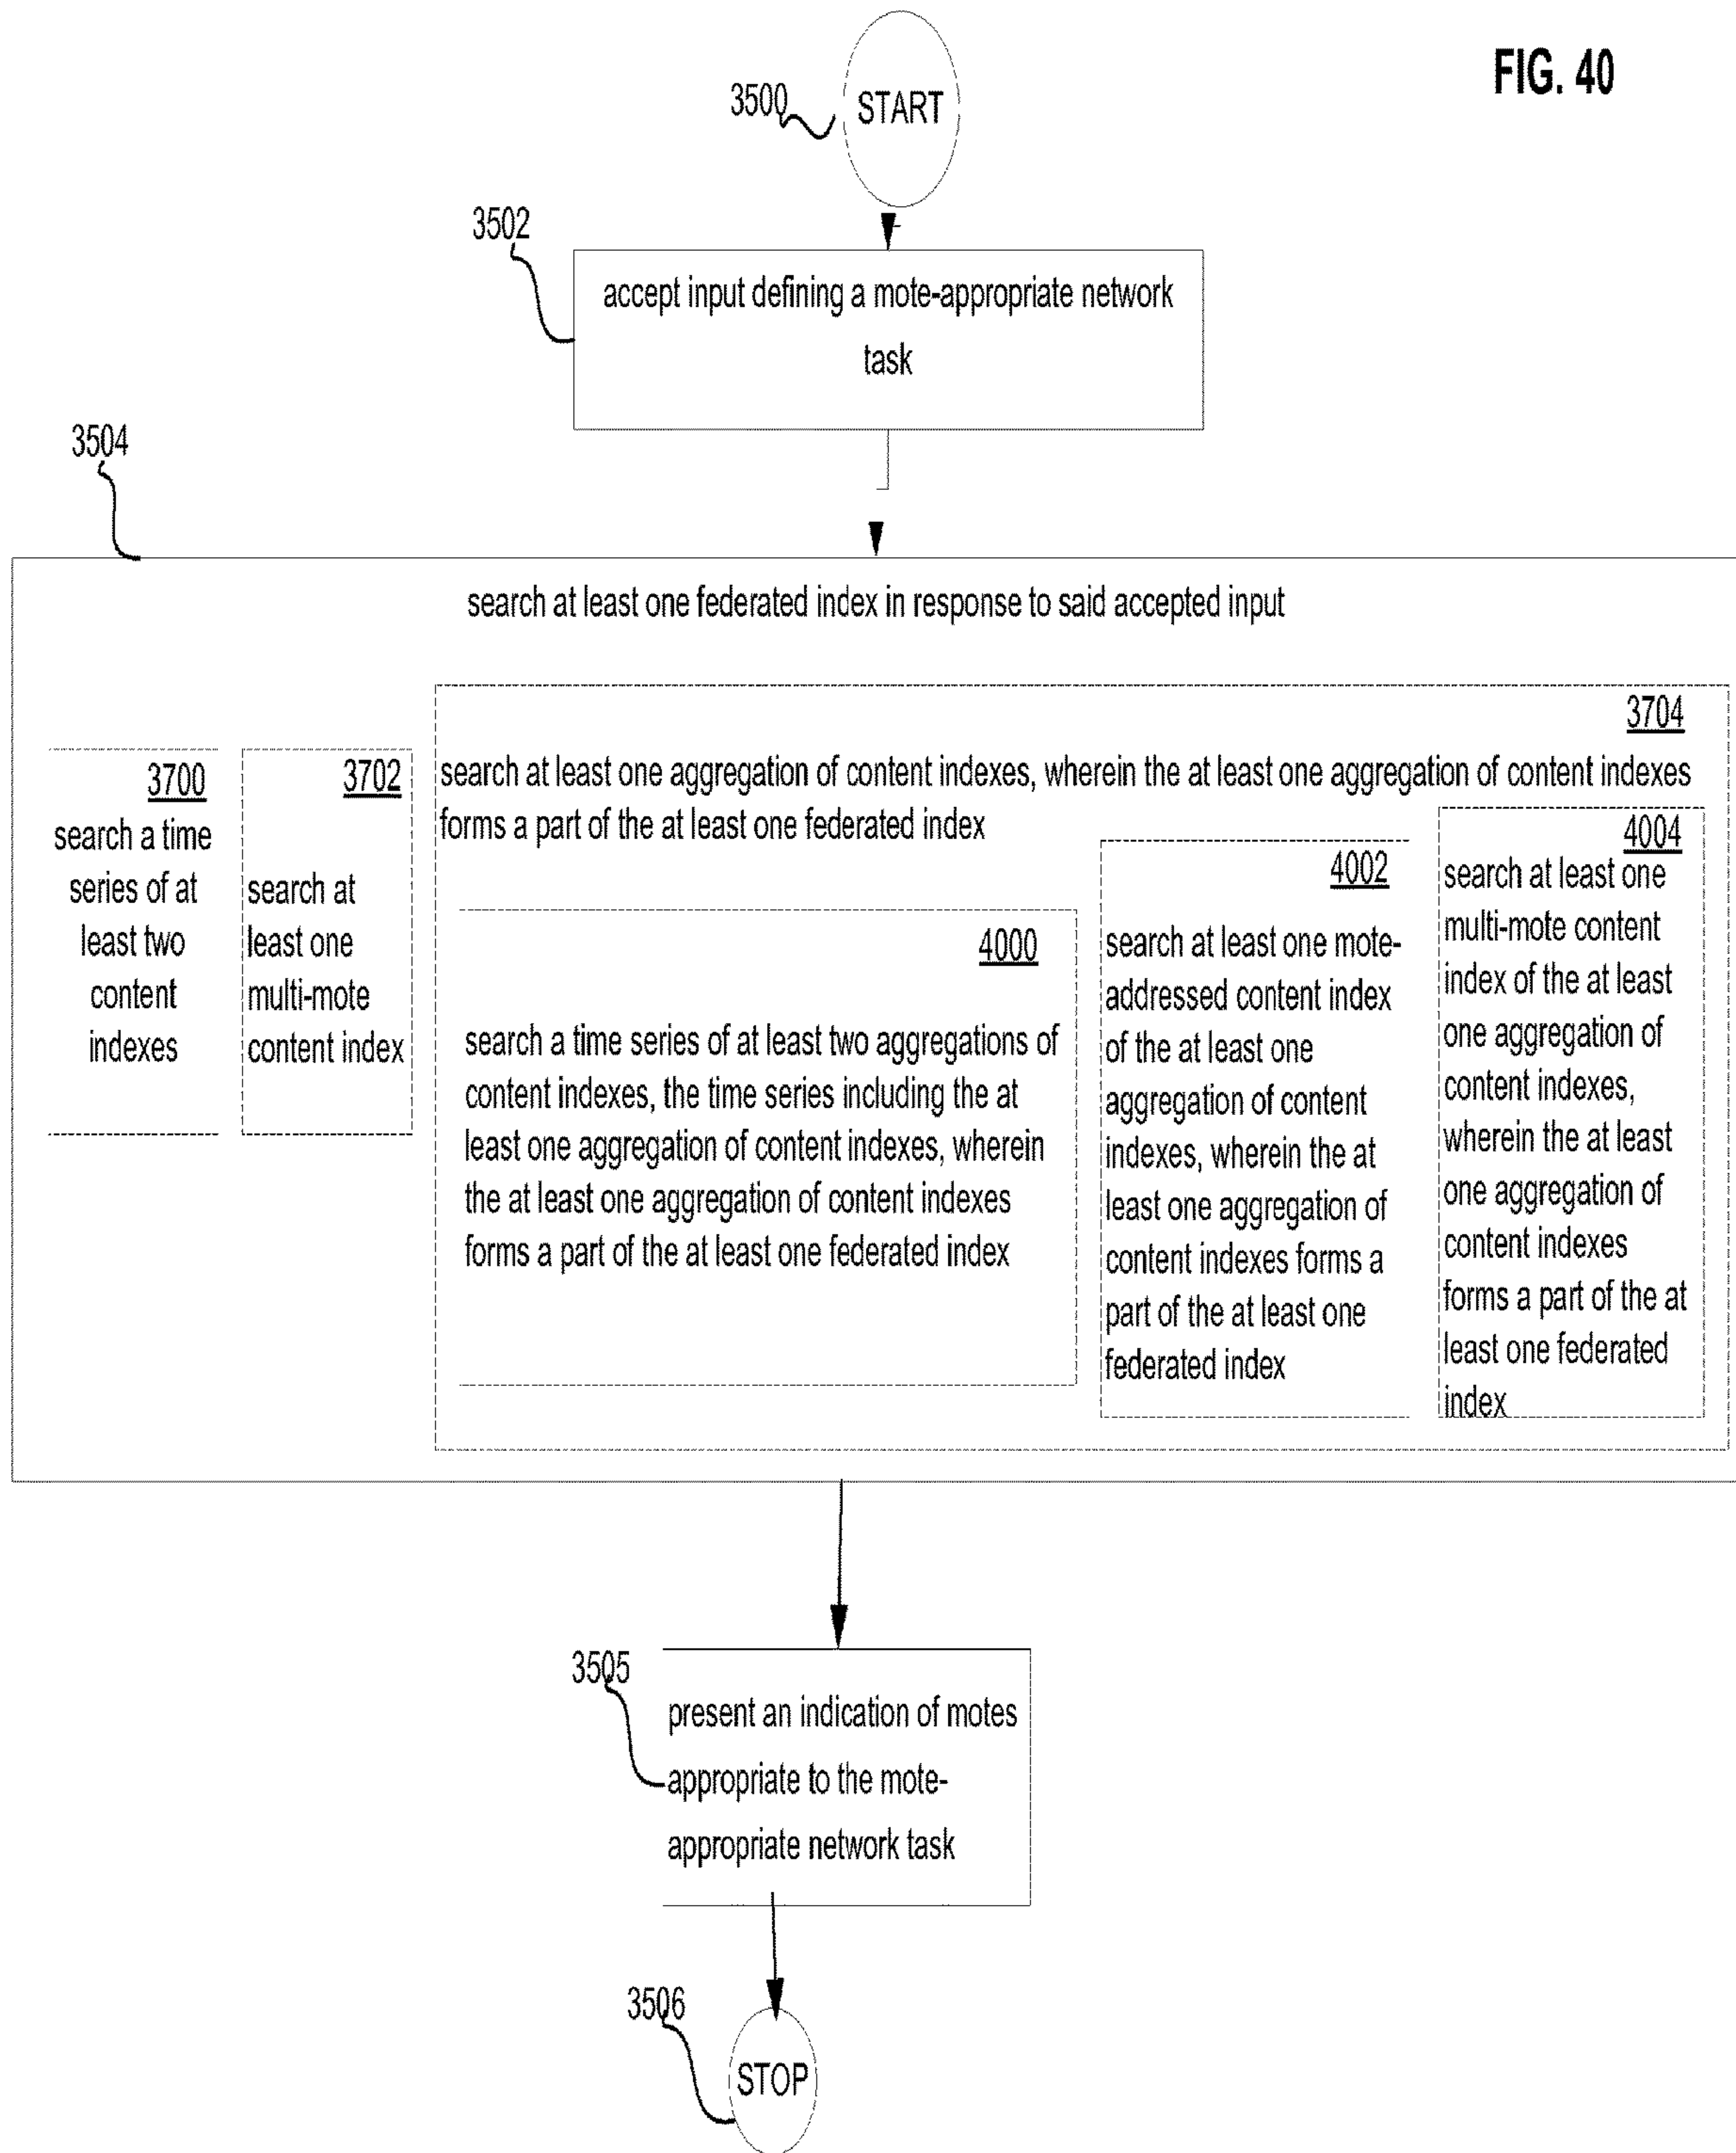 FIG. 40
3500
START
3502
accept input defining a mote-appropriate network
task
3504
search at least one federated index in response to said accepted input
3700
search a time
series of at
least two
content
indexes
3702
search at
least one
multi-mote
content index
3704
search at least one aggregation of content indexes, wherein the at least one aggregation of content indexes
forms a part of the at least one federated index
4000
search a time series of at least two aggregations of
content indexes, the time series including the at
least one aggregation of content indexes, wherein
the at least one aggregation of content indexes
forms a part of the at least one federated index
4002
search at least one mote-
addressed content index
of the at least one
aggregation of content
indexes, wherein the at
least one aggregation of
content indexes forms a
part of the at least one
federated index
4004
search at least one
multi-mote content
index of the at least
one aggregation of
content indexes,
wherein the at least
one aggregation of
content indexes
forms a part of the at
least one federated
index
3505
present an indication of motes
appropriate to the mote-
appropriate network task
3506
STOP